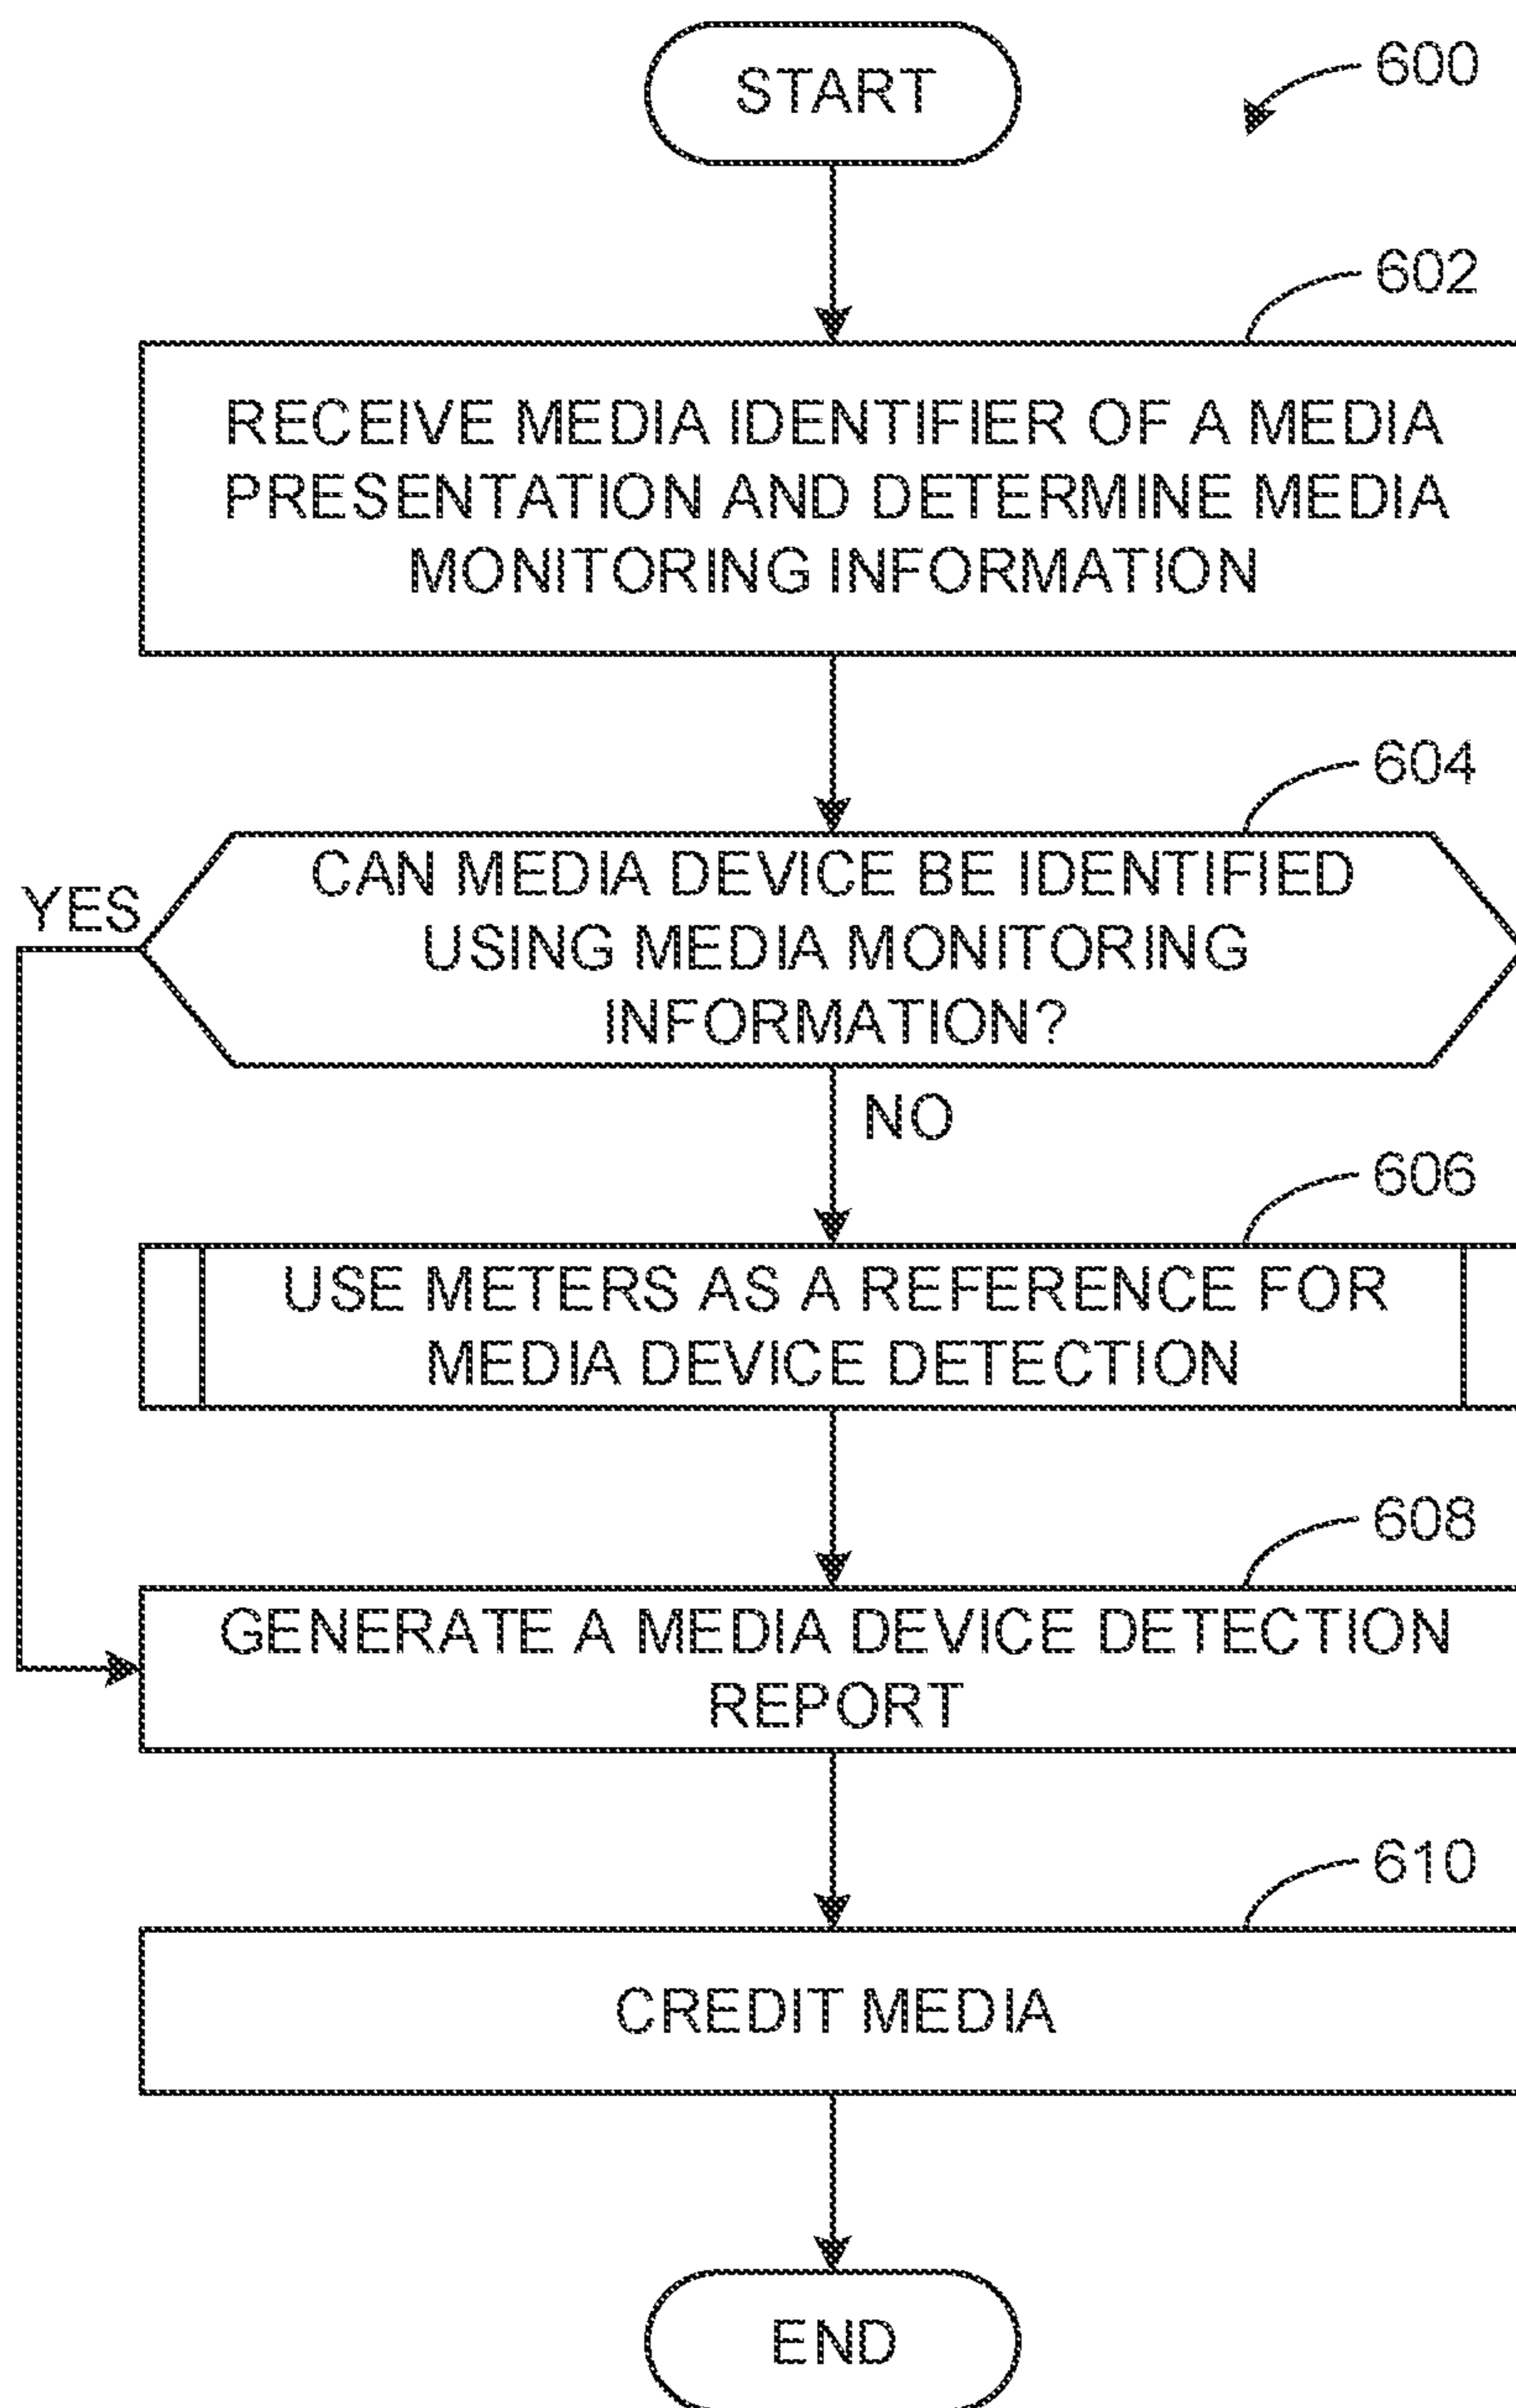 START
600
602
RECEIVE MEDIA IDENTIFIER OF A MEDIA
PRESENTATION AND DETERMINE MEDIA
MONITORING INFORMATION
604
CAN MEDIA DEVICE BE IDENTIFIED
USING MEDIA MONITORING
INFORMATION?
YES
NO
606
USE METERS AS A REFERENCE FOR
MEDIA DEVICE DETECTION
608
GENERATE A MEDIA DEVICE DETECTION
REPORT
610
CREDIT MEDIA
END